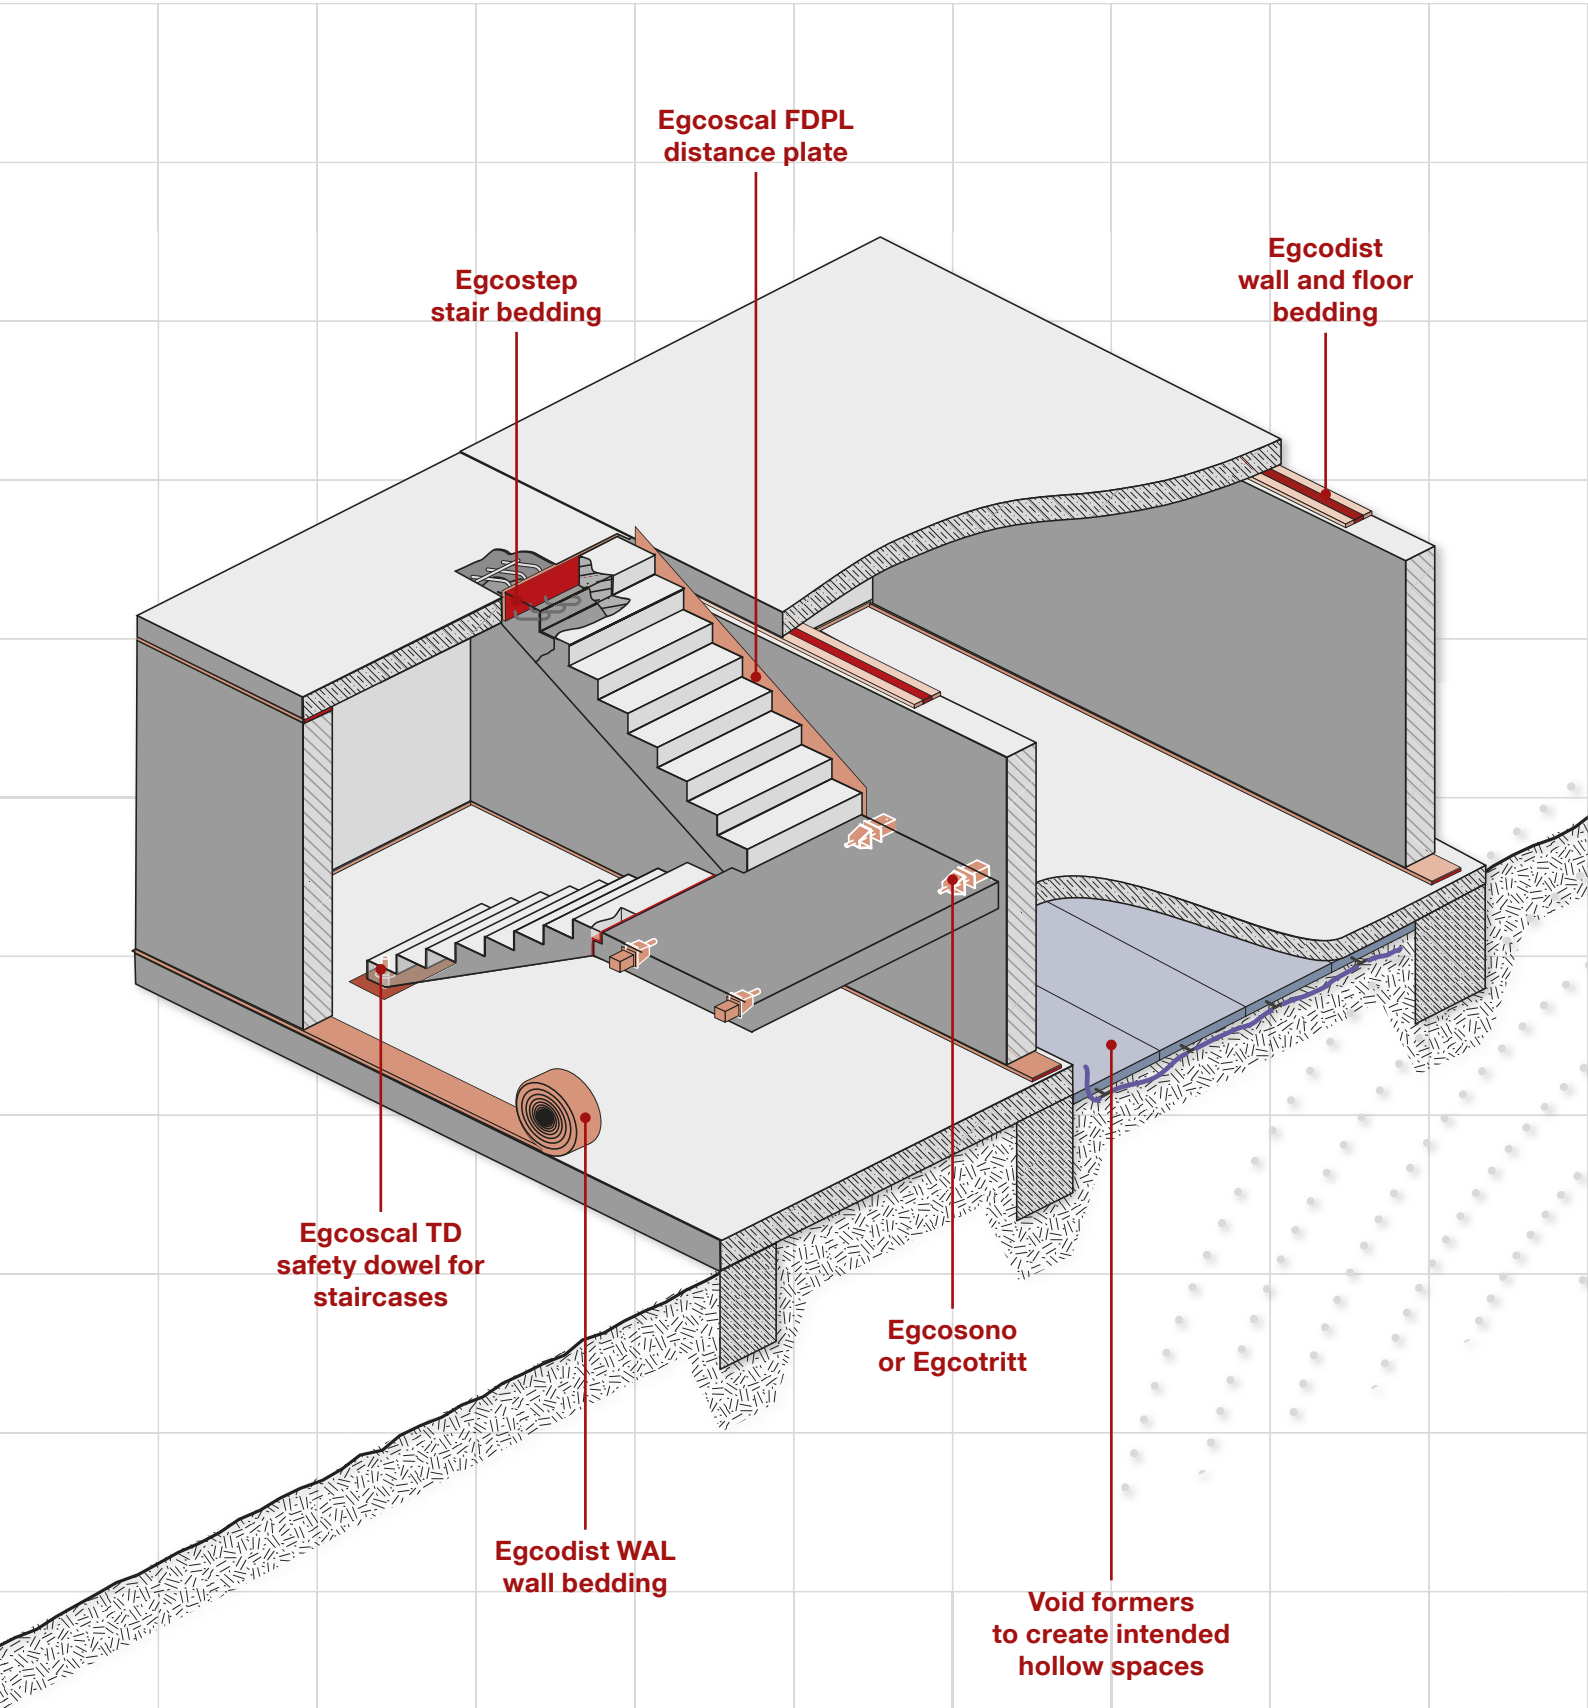 Egcoscal FDPL
distance plate
Egcodist
wall and floor
bedding
Egcostep
stair bedding
Egcoscal TD
safety dowel for
staircases
Egcosono
or Egcotritt
Egcodist WAL
wall bedding
Void formers
to create intended
hollow spaces